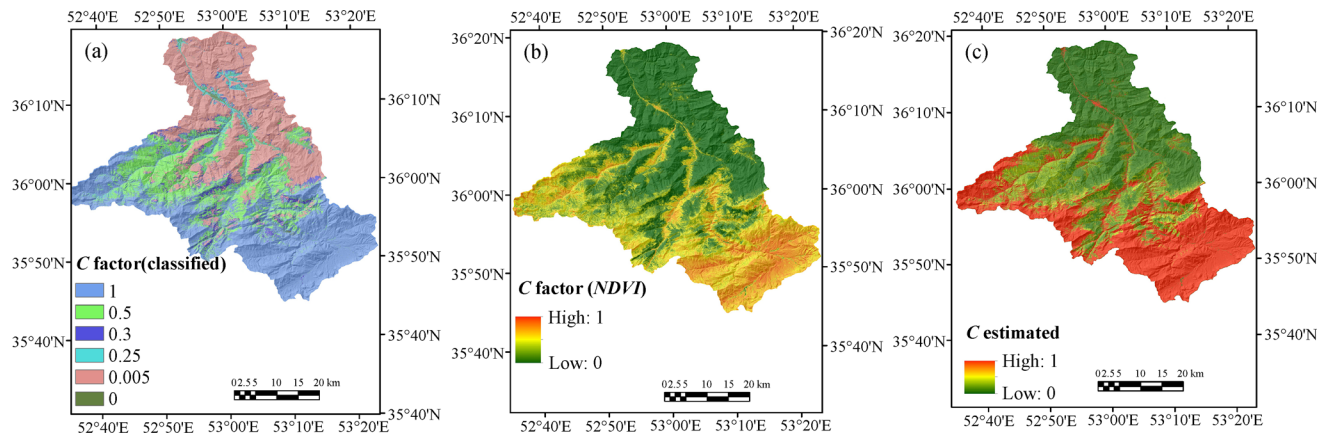 52°40'E 52°50'E 53°00'E 53°10'E 53°20'E
(a)
36°10'N
36°00'N
35°50'N
35°40'N
36°20'N
36°10'N
36°00'N
35°50'N
35°40'N
C factor(classified)
1
0.5
0.3
0.25
0.005
0
0 2.5 5 10 15 20 km
52°40'E 52°50'E 53°00'E 53°10'E 53°20'E
52°40'E 52°50'E 53°00'E 53°10'E 53°20'E
(b)
36°20'N
36°10'N
36°00'N
35°50'N
35°40'N
36°20'N
36°10'N
36°00'N
35°50'N
35°40'N
C factor (NDVI)
High: 1
Low: 0
0 2.5 5 10 15 20 km
52°40'E 52°50'E 53°00'E 53°10'E 53°20'E
52°40'E 52°50'E 53°00'E 53°10'E 53°20'E
(c)
36°20'N
36°10'N
36°00'N
35°50'N
35°40'N
C estimated
High: 1
Low: 0
0 2.5 5 10 15 20 km
52°40'E 52°50'E 53°00'E 53°10'E 53°20'E